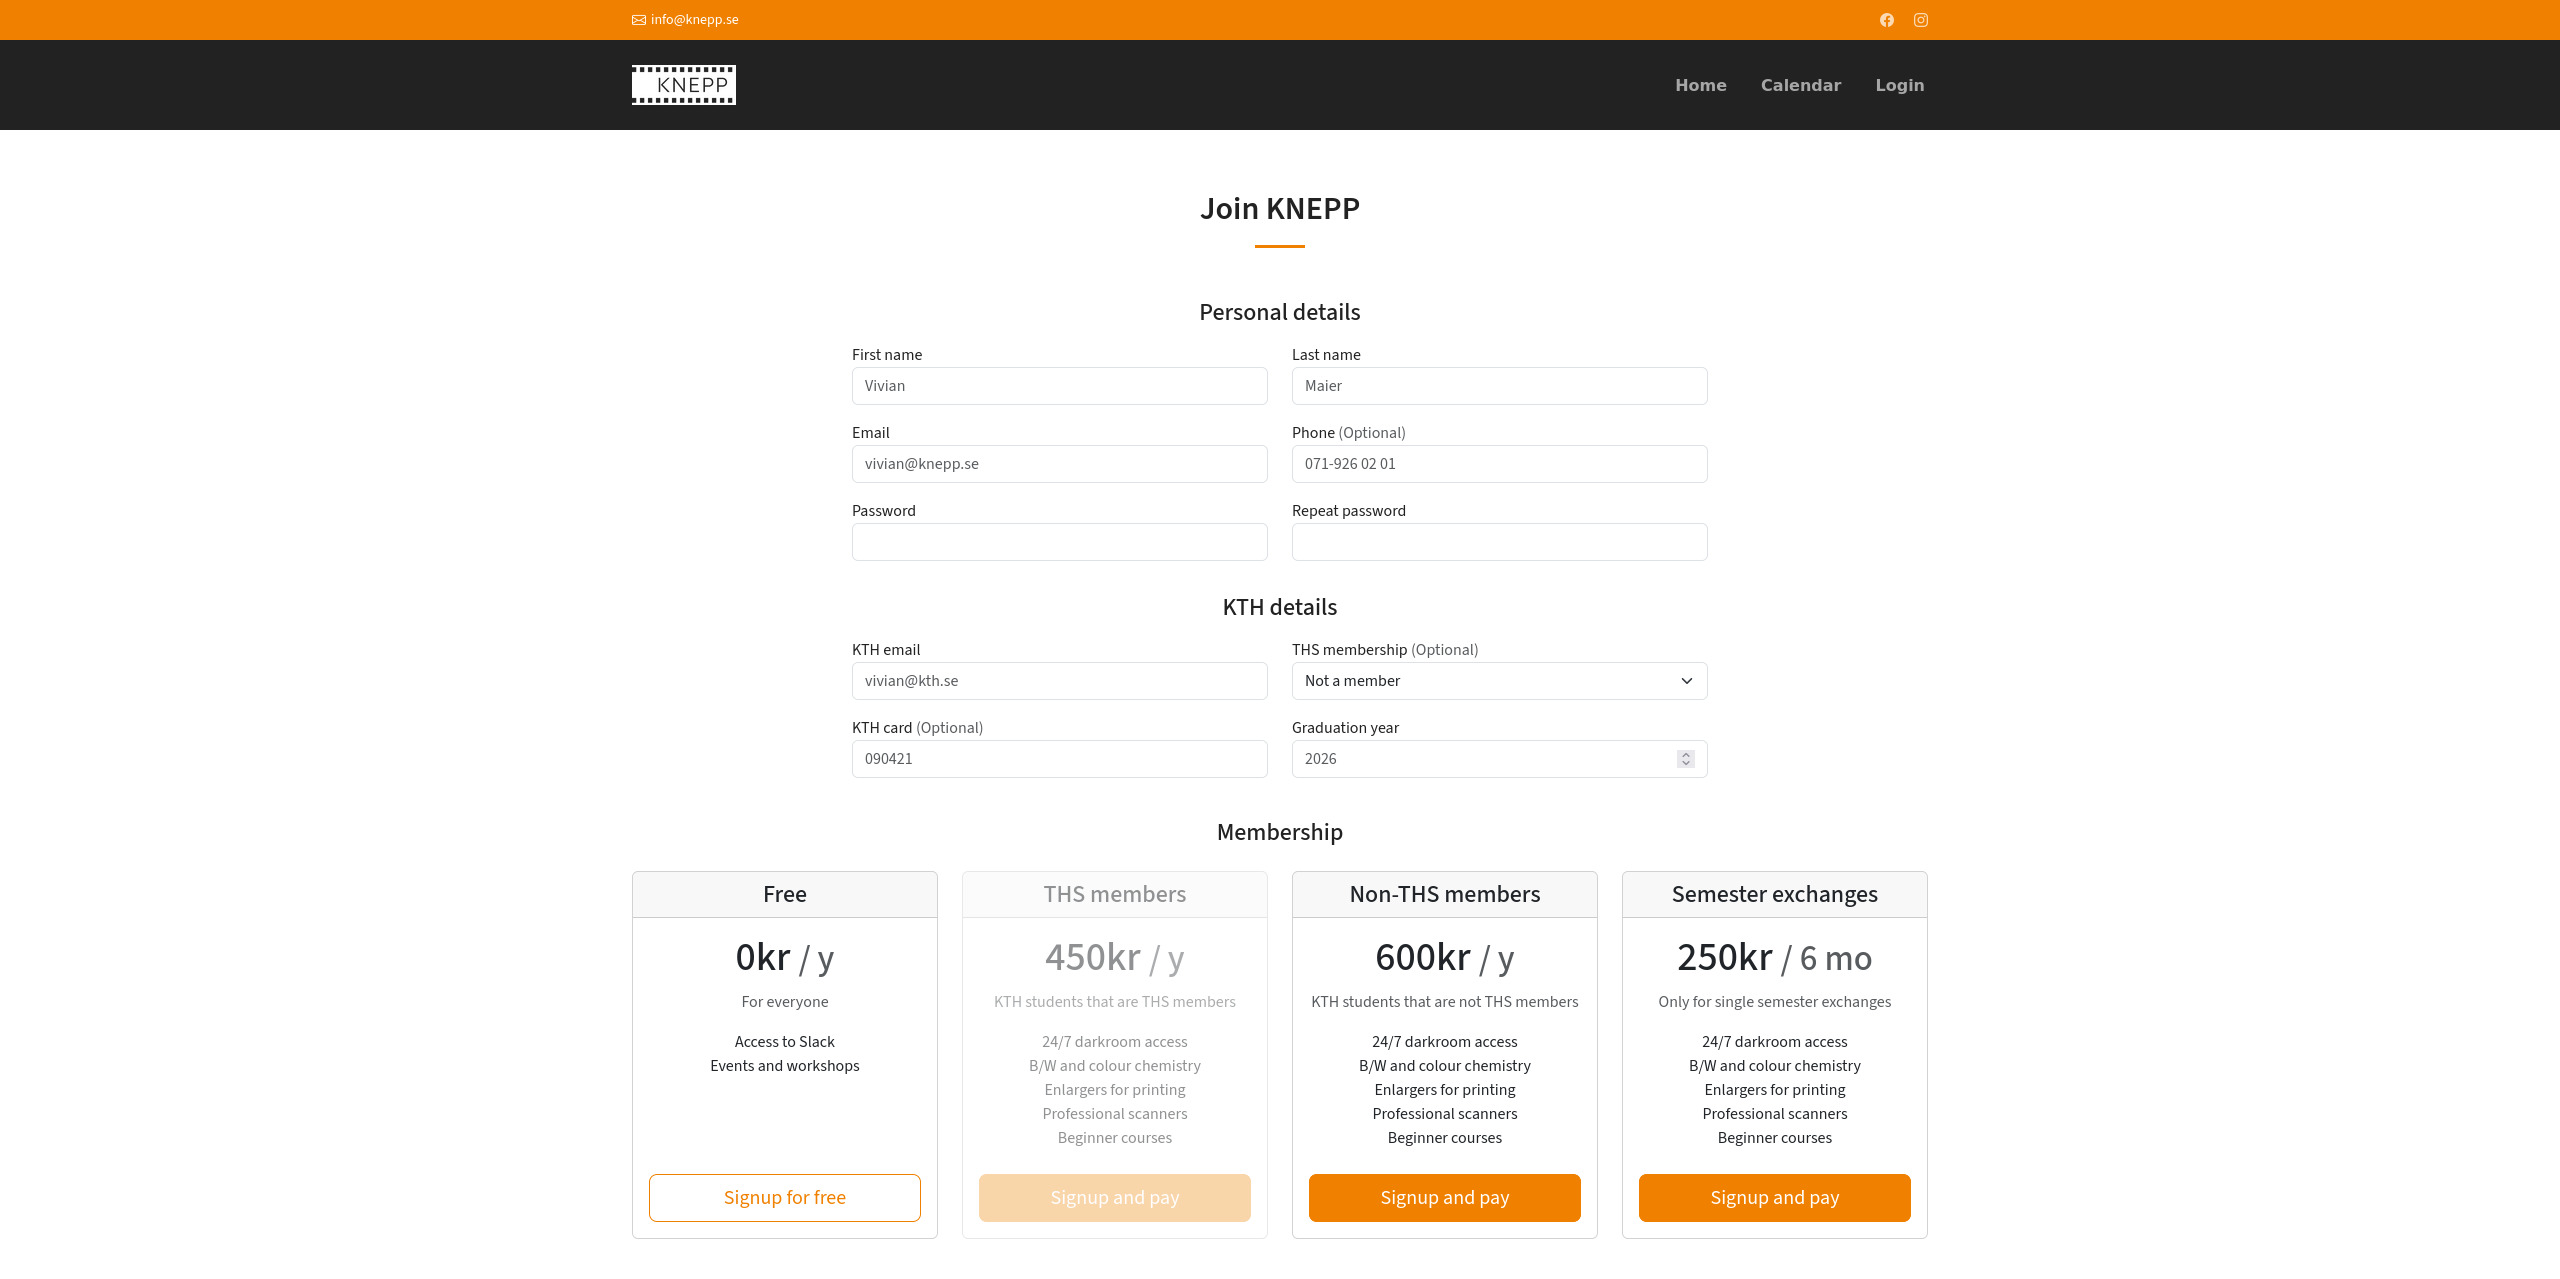 info@knepp.se
KNEPP
Home Calendar Login
Join KNEPP
Personal details
First name Last name
Vivian Maier
Email Phone (Optional)
vivian@knepp.se 071-926 02 01
Password Repeat password
KTH details
KTH email THS membership (Optional)
vivian@kth.se Not a member
KTH card (Optional) Graduation year
090421 2026
Membership
Free
0kr / y
For everyone
Access to Slack
Events and workshops
Signup for free
THS members
450kr / y
KTH students that are THS members
24/7 darkroom access
B/W and colour chemistry
Enlargers for printing
Professional scanners
Beginner courses
Signup and pay
Non-THS members
600kr / y
KTH students that are not THS members
24/7 darkroom access
B/W and colour chemistry
Enlargers for printing
Professional scanners
Beginner courses
Signup and pay
Semester exchanges
250kr / 6 mo
Only for single semester exchanges
24/7 darkroom access
B/W and colour chemistry
Enlargers for printing
Professional scanners
Beginner courses
Signup and pay